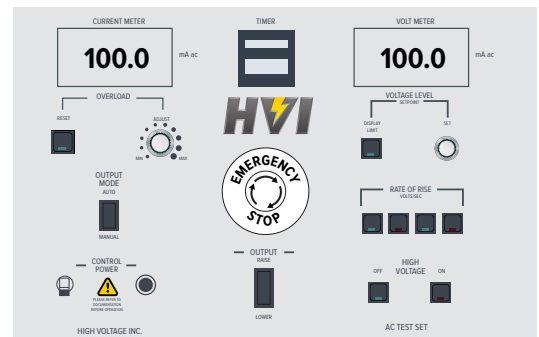 CURRENT METER
TIMER
VOLT METER
100.0
mA ac
100.0
mA ac
OVERLOAD
RESET
ADJUST
MIN
MAX
HVI
VOLTAGE LEVEL
SETPOINT
DISPLAY
LIMIT
SET
EMERGENCY
STOP
OUTPUT
MODE
AUTO
MANUAL
RATE OF RISE
VOLTS/SEC
OUTPUT
RAISE
LOWER
CONTROL
POWER
PLEASE REFER TO
DOCUMENTATION
BEFORE OPERATION
HIGH
VOLTAGE
OFF
ON
HIGH VOLTAGE INC.
AC TEST SET